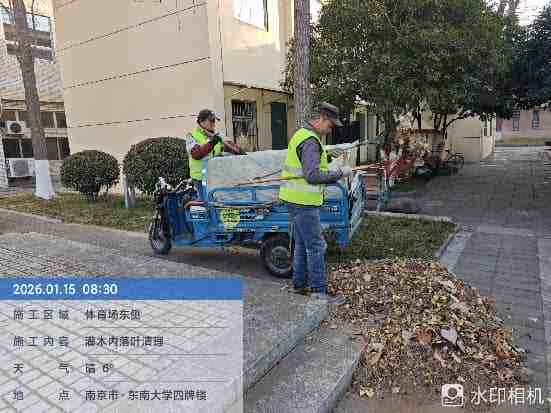 2026.01.15 08:30
施工区域 体育场东侧
施工内容 灌木内落叶清理
天气 晴 6°
地点 南京市·东南大学四牌楼
水印相机